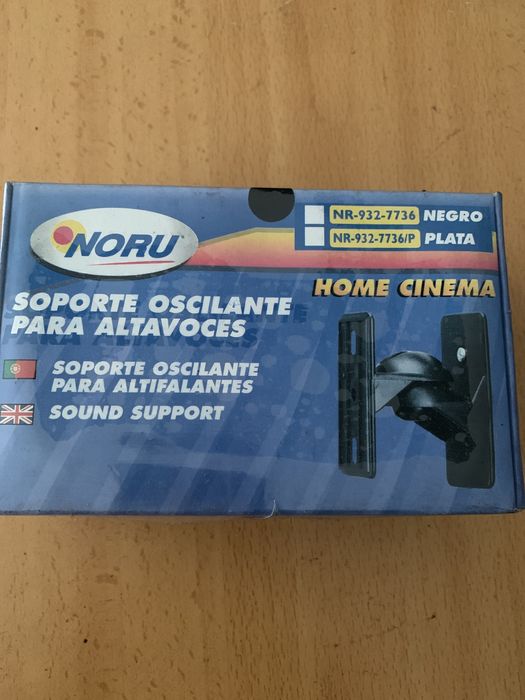 NORU
NR-932-7736 NEGRO
NR-932-7736/P PLATA
HOME CINEMA
SOPORTE OSCILANTE
PARA ALTAVOCES
SOPORTE OSCILANTE
PARA ALTIFALANTES
SOUND SUPPORT